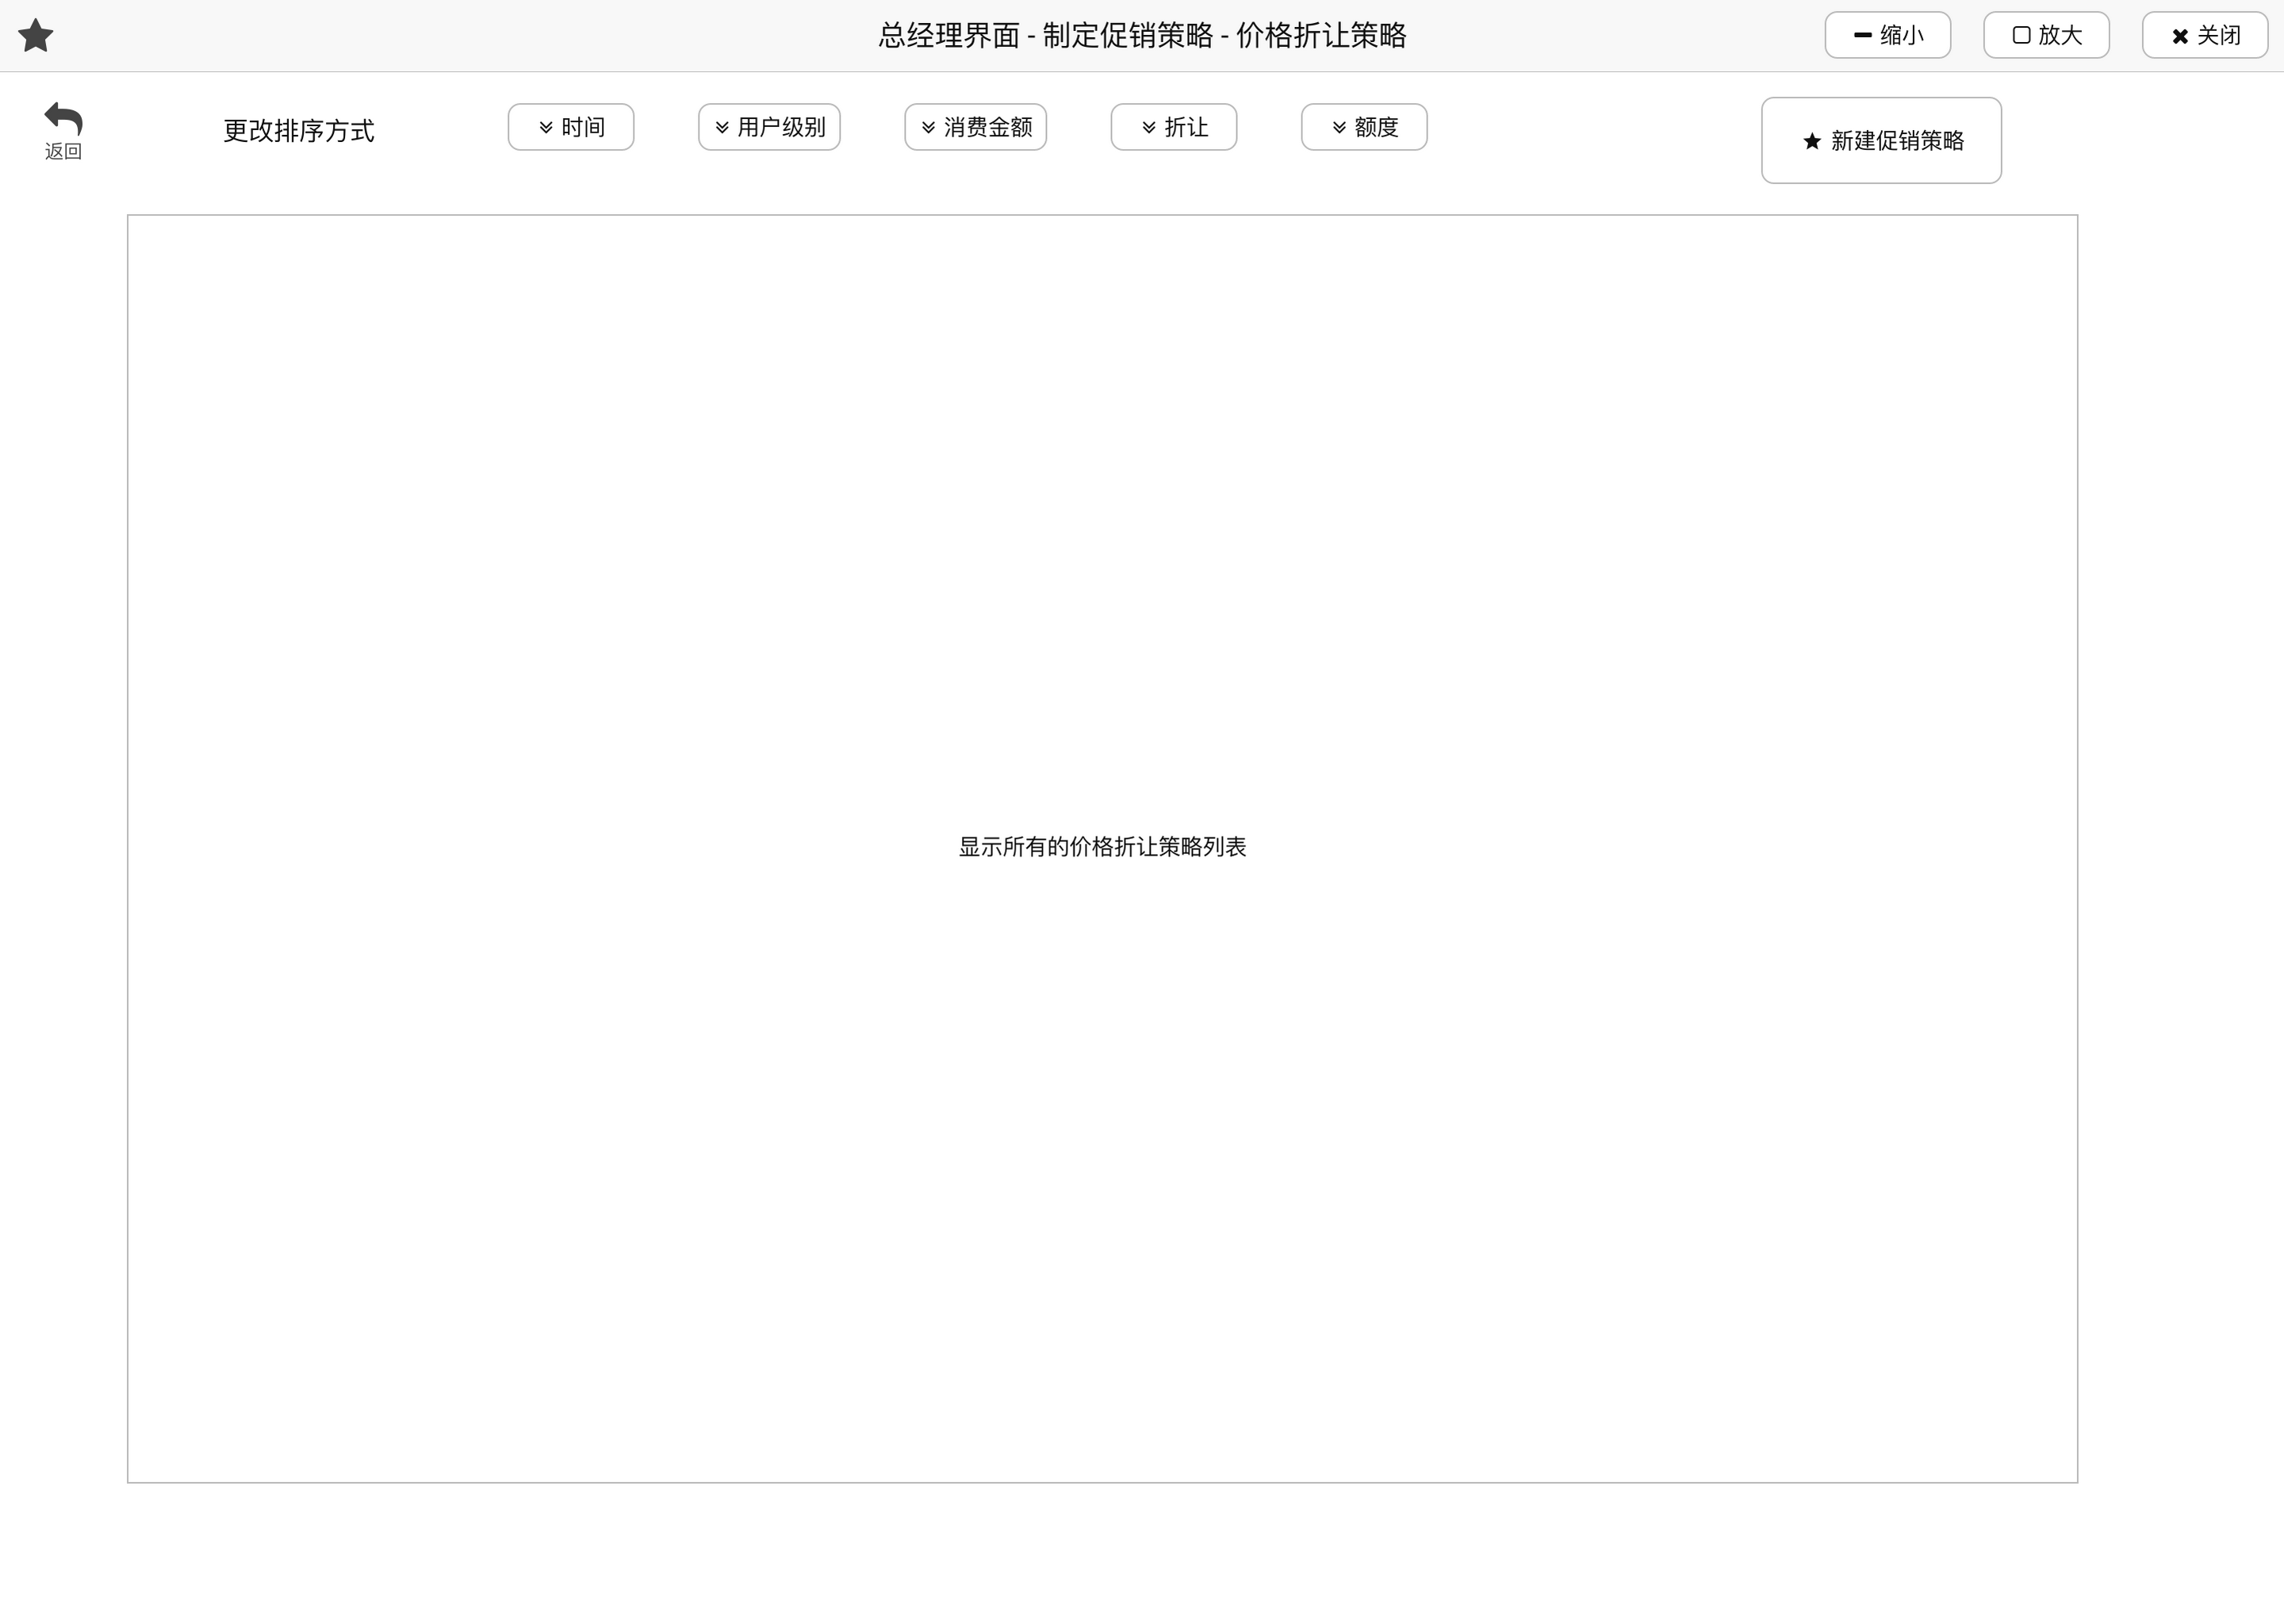 总经理界面 - 制定促销策略 - 价格折让策略
缩小
放大
关闭
返回
更改排序方式
时间
用户级别
消费金额
折让
额度
新建促销策略
显示所有的价格折让策略列表